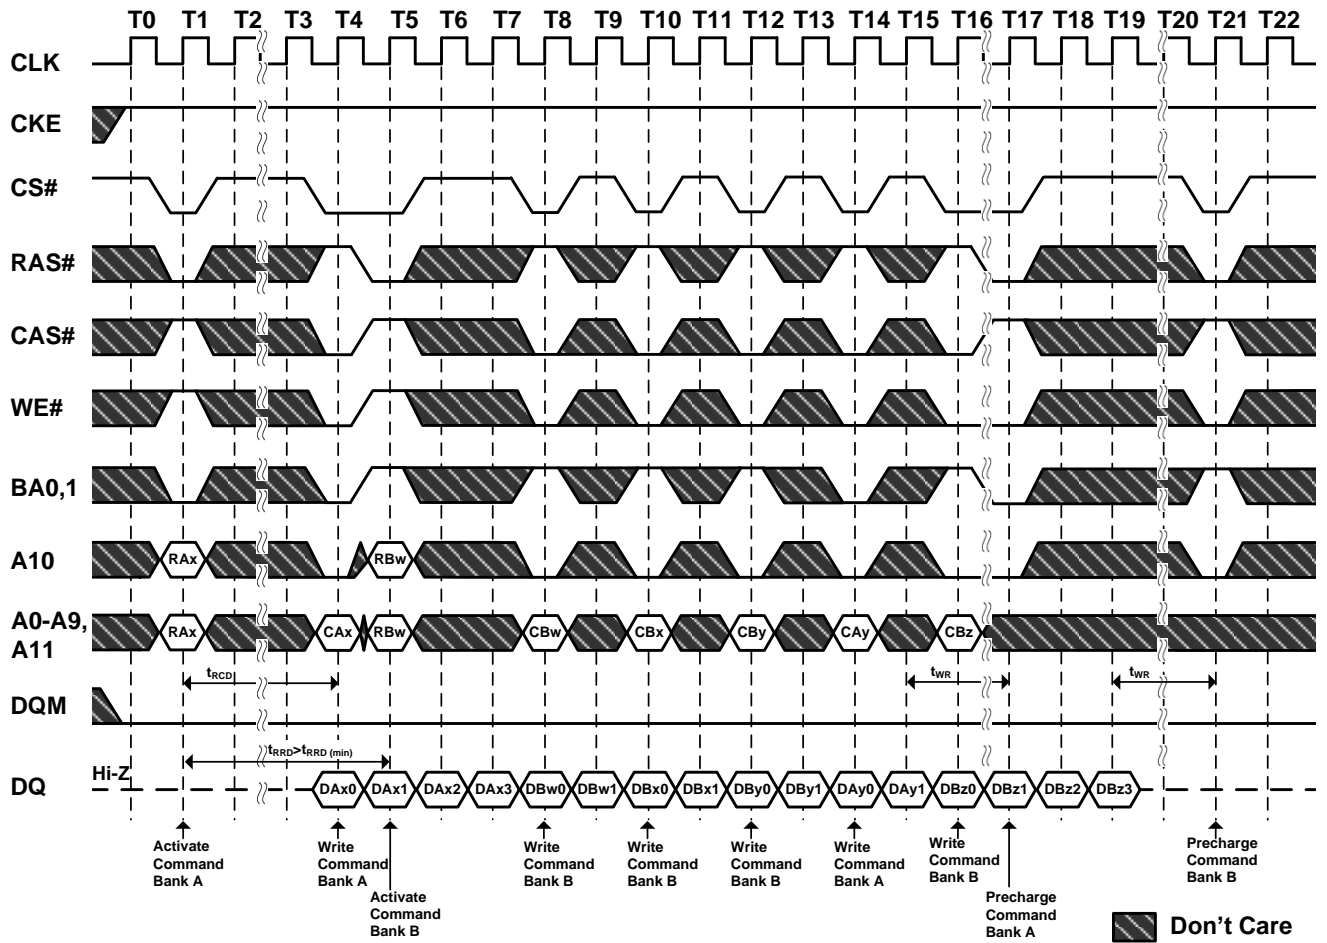 T0 T1 T2 T3 T4 T5 T6 T7 T8 T9 T10 T11 T12 T13 T14 T15 T16 T17 T18 T19 T20 T21 T22
CLK
CKE
CS#
RAS#
CAS#
WE#
BA0,1
A10
RAx RBw
A0-A9,
A11
RAx CAx RBw CBw CBx CBy CAy CBz
tRCD tWR tWR
DQM
tRRD>tRRD (min)
Hi-Z
DQ
DAx0 DAx1 DAx2 DAx3 DBw0 DBw1 DBx0 DBx1 DBy0 DBy1 DAy0 DAy1 DBz0 DBz1 DBz2 DBz3
Activate
Command
Bank A
Write
Command
Bank A
Activate
Command
Bank B
Write
Command
Bank B
Write
Command
Bank B
Write
Command
Bank B
Write
Command
Bank A
Write
Command
Bank B
Precharge
Command
Bank A
Precharge
Command
Bank B
Don't Care